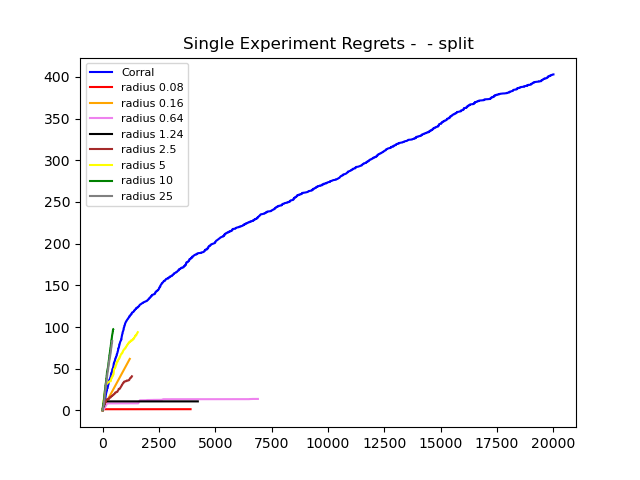 Single Experiment Regrets -  - split
Corral
radius 0.08
radius 0.16
radius 0.64
radius 1.24
radius 2.5
radius 5
radius 10
radius 25
400
350
300
250
200
150
100
50
0
0 2500 5000 7500 10000 12500 15000 17500 20000